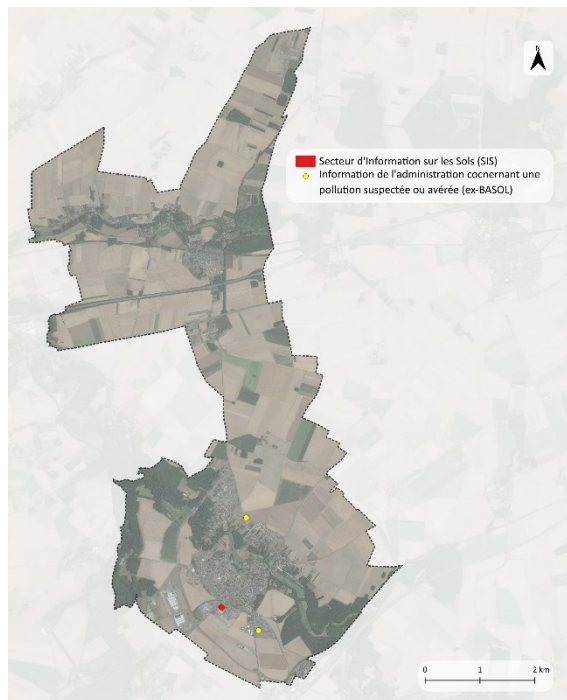 N
Secteur d'Information sur les Sols (SIS)
Information de l'administration cocnernant une
pollution suspectée ou avérée (ex-BASOL)
0 1 2 km